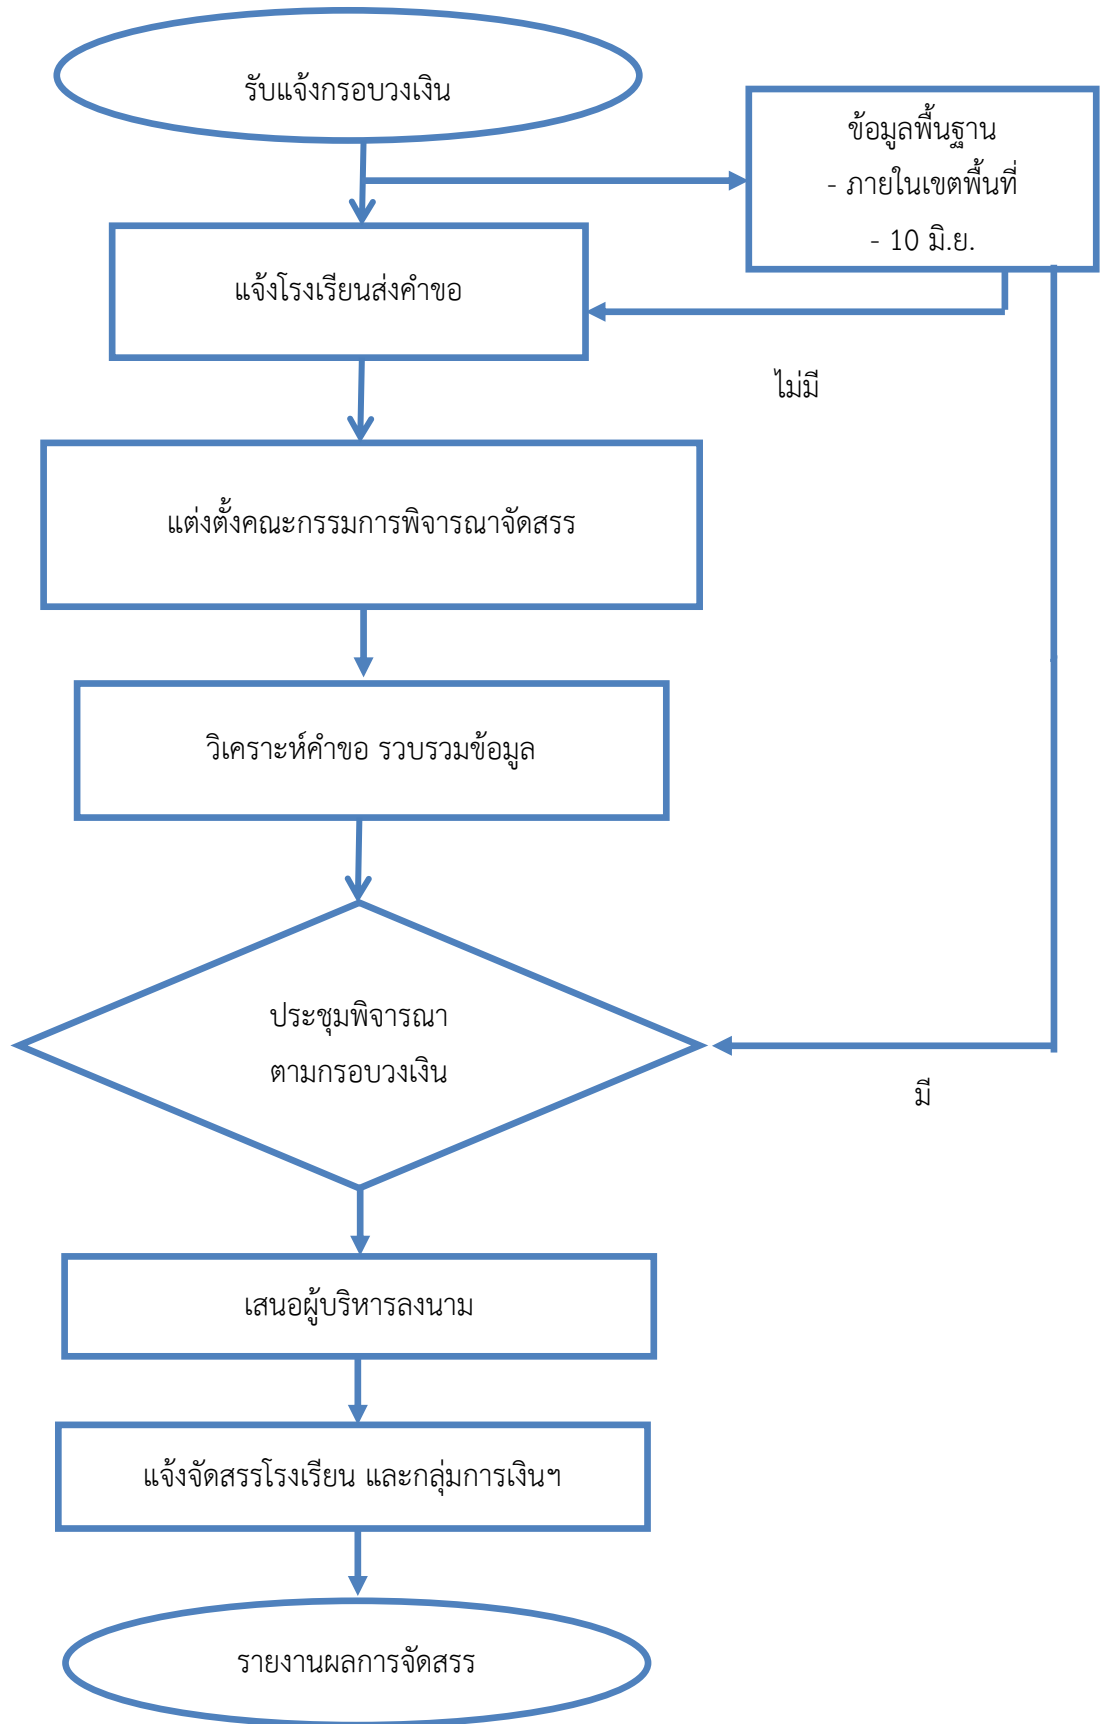 รับแจ้งกรอบวงเงิน
ข้อมูลพื้นฐาน
- ภายในเขตพื้นที่
- 10 มิ.ย.
แจ้งโรงเรียนส่งคำขอ
ไม่มี
แต่งตั้งคณะกรรมการพิจารณาจัดสรร
วิเคราะห์คำขอ รวบรวมข้อมูล
ประชุมพิจารณา
ตามกรอบวงเงิน
มี
เสนอผู้บริหารลงนาม
แจ้งจัดสรรโรงเรียน และกลุ่มการเงินฯ
รายงานผลการจัดสรร